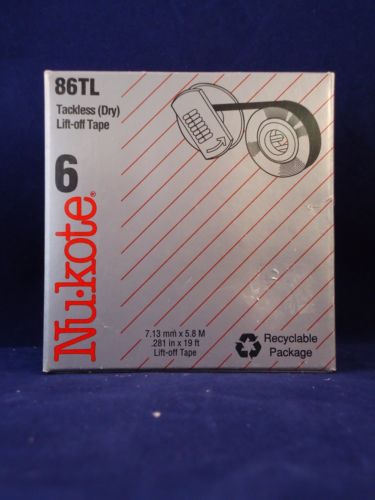 86TL
Tackless (Dry)
Lift-off Tape
6
Nu·kote®
7.13 mm x 5.8 M
.281 in x 19 ft
Lift-off Tape
Recyclable
Package